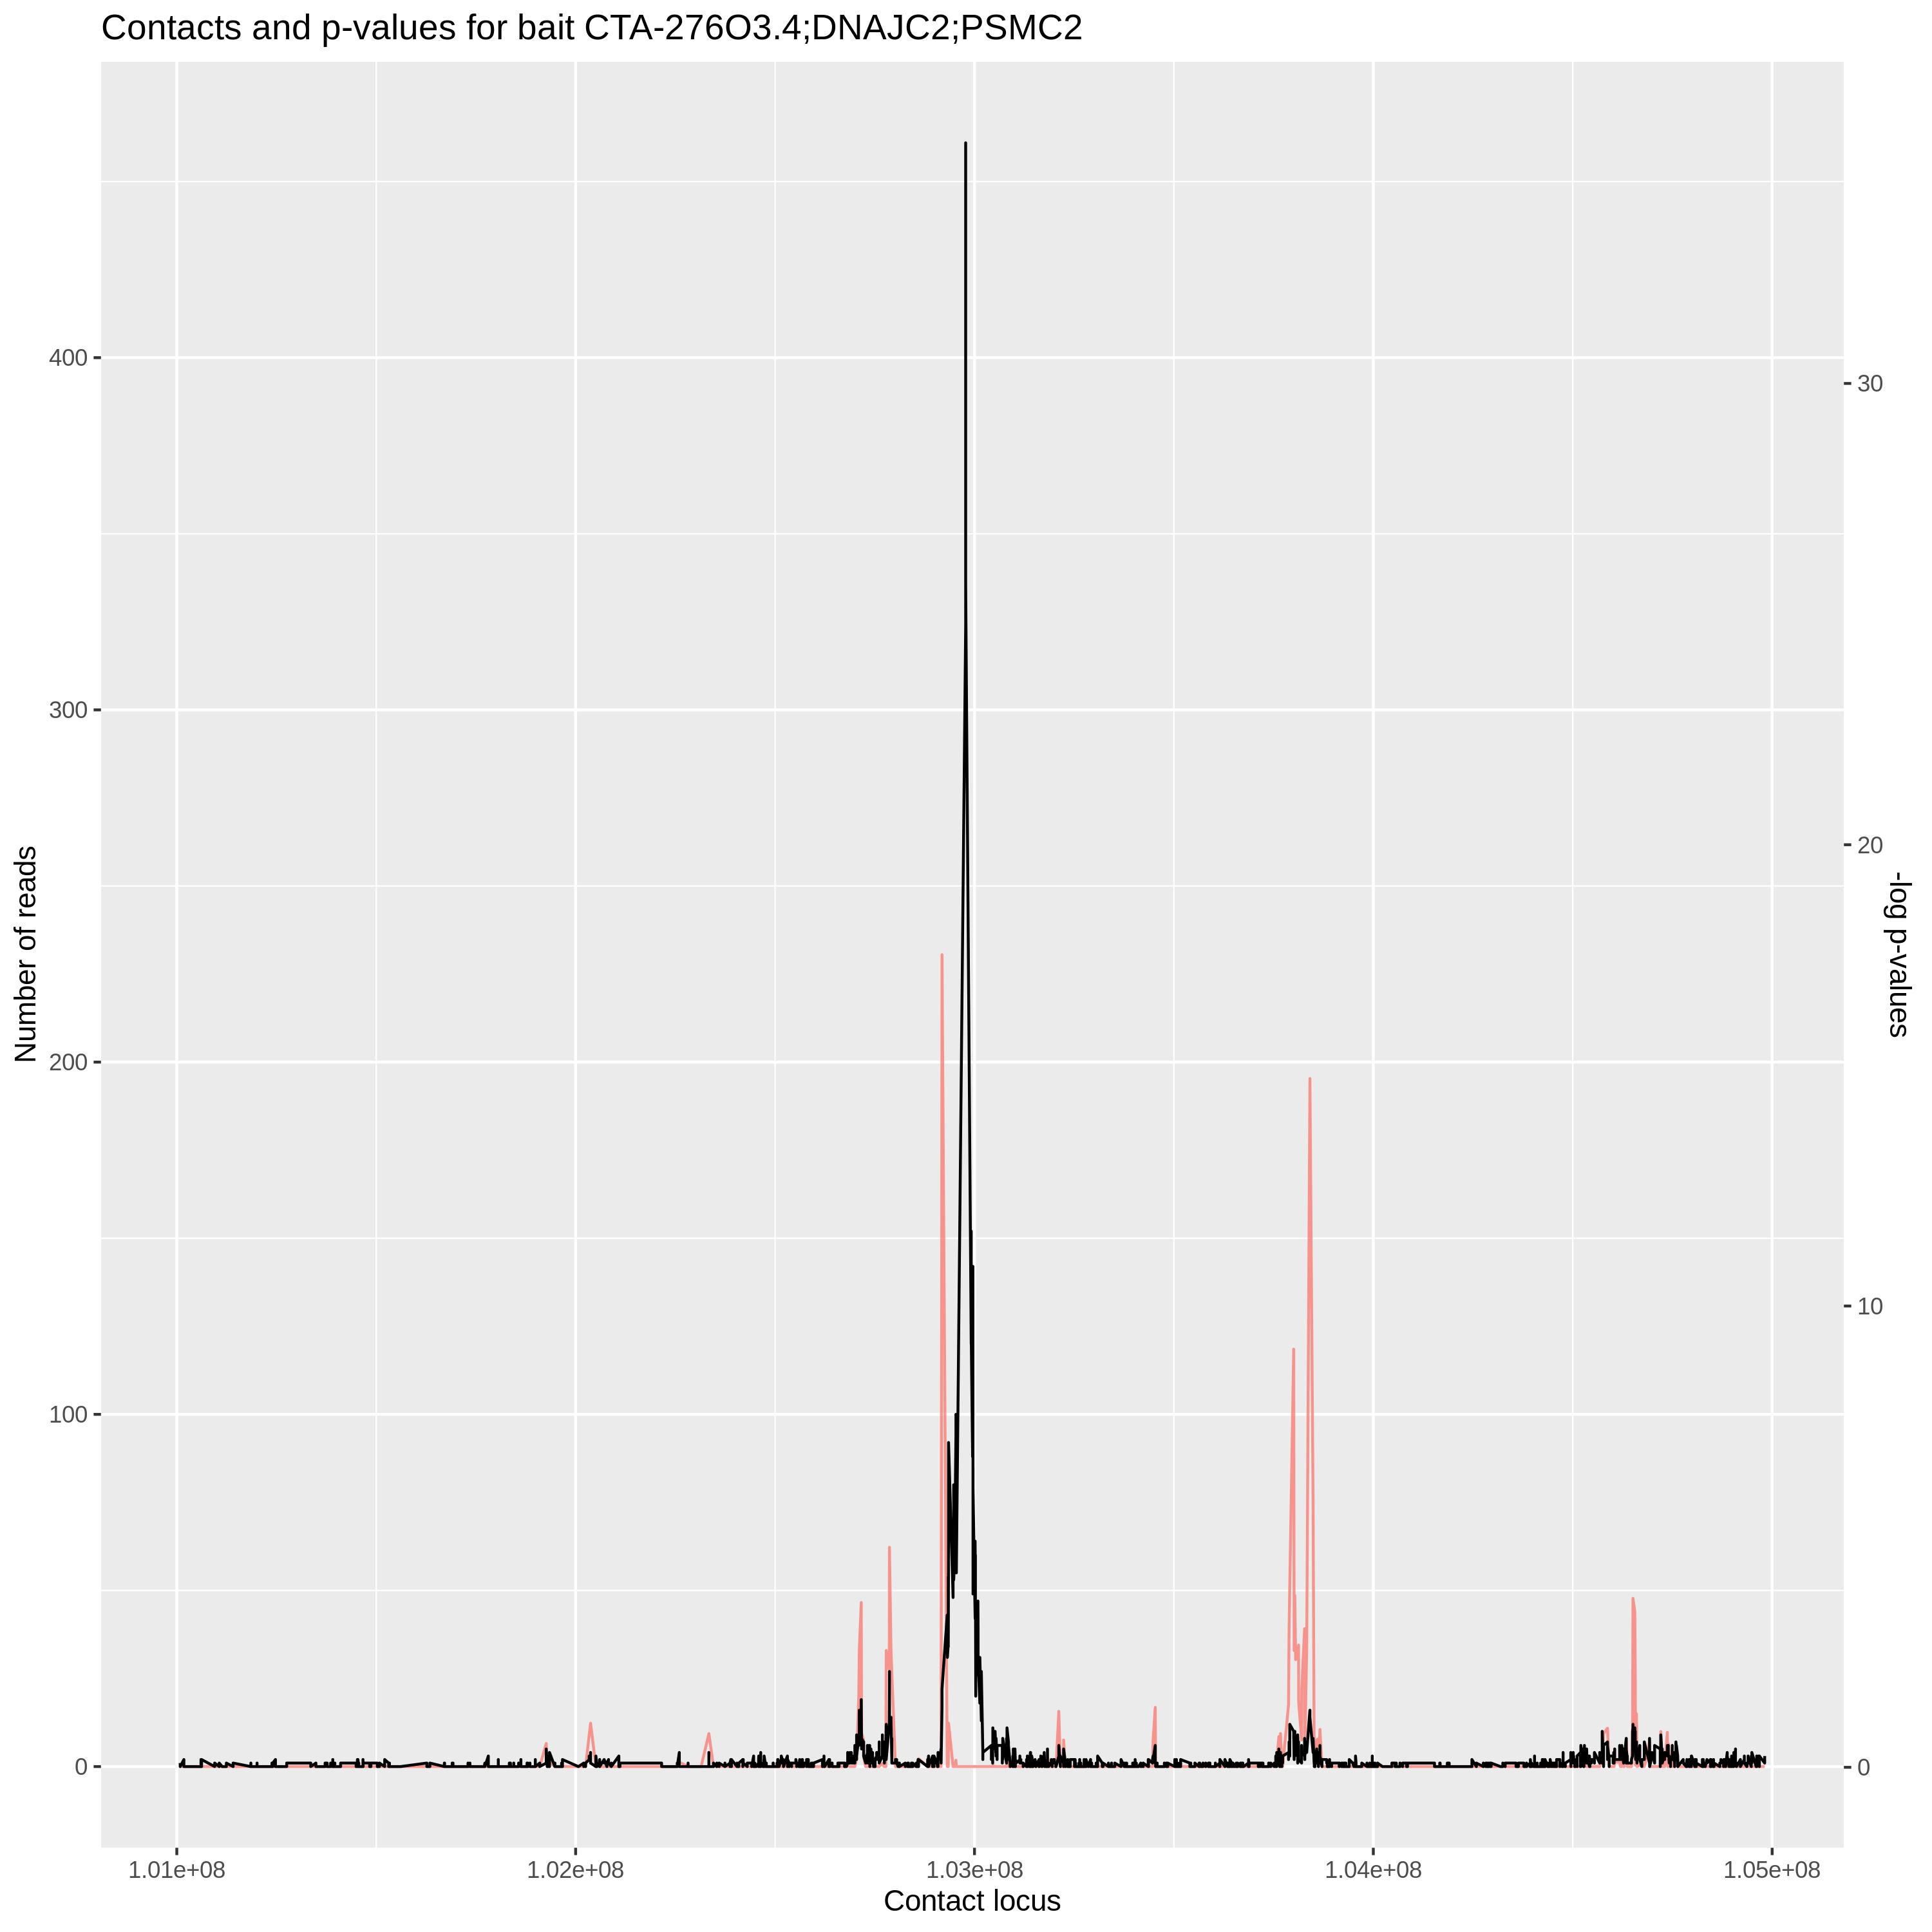 Contacts and p-values for bait CTA-276O3.4;DNAJC2;PSMC2
400
300
200
100
0
Number of reads
30
20
10
0
-log p-values
1.01e+08
1.02e+08
1.03e+08
1.04e+08
1.05e+08
Contact locus